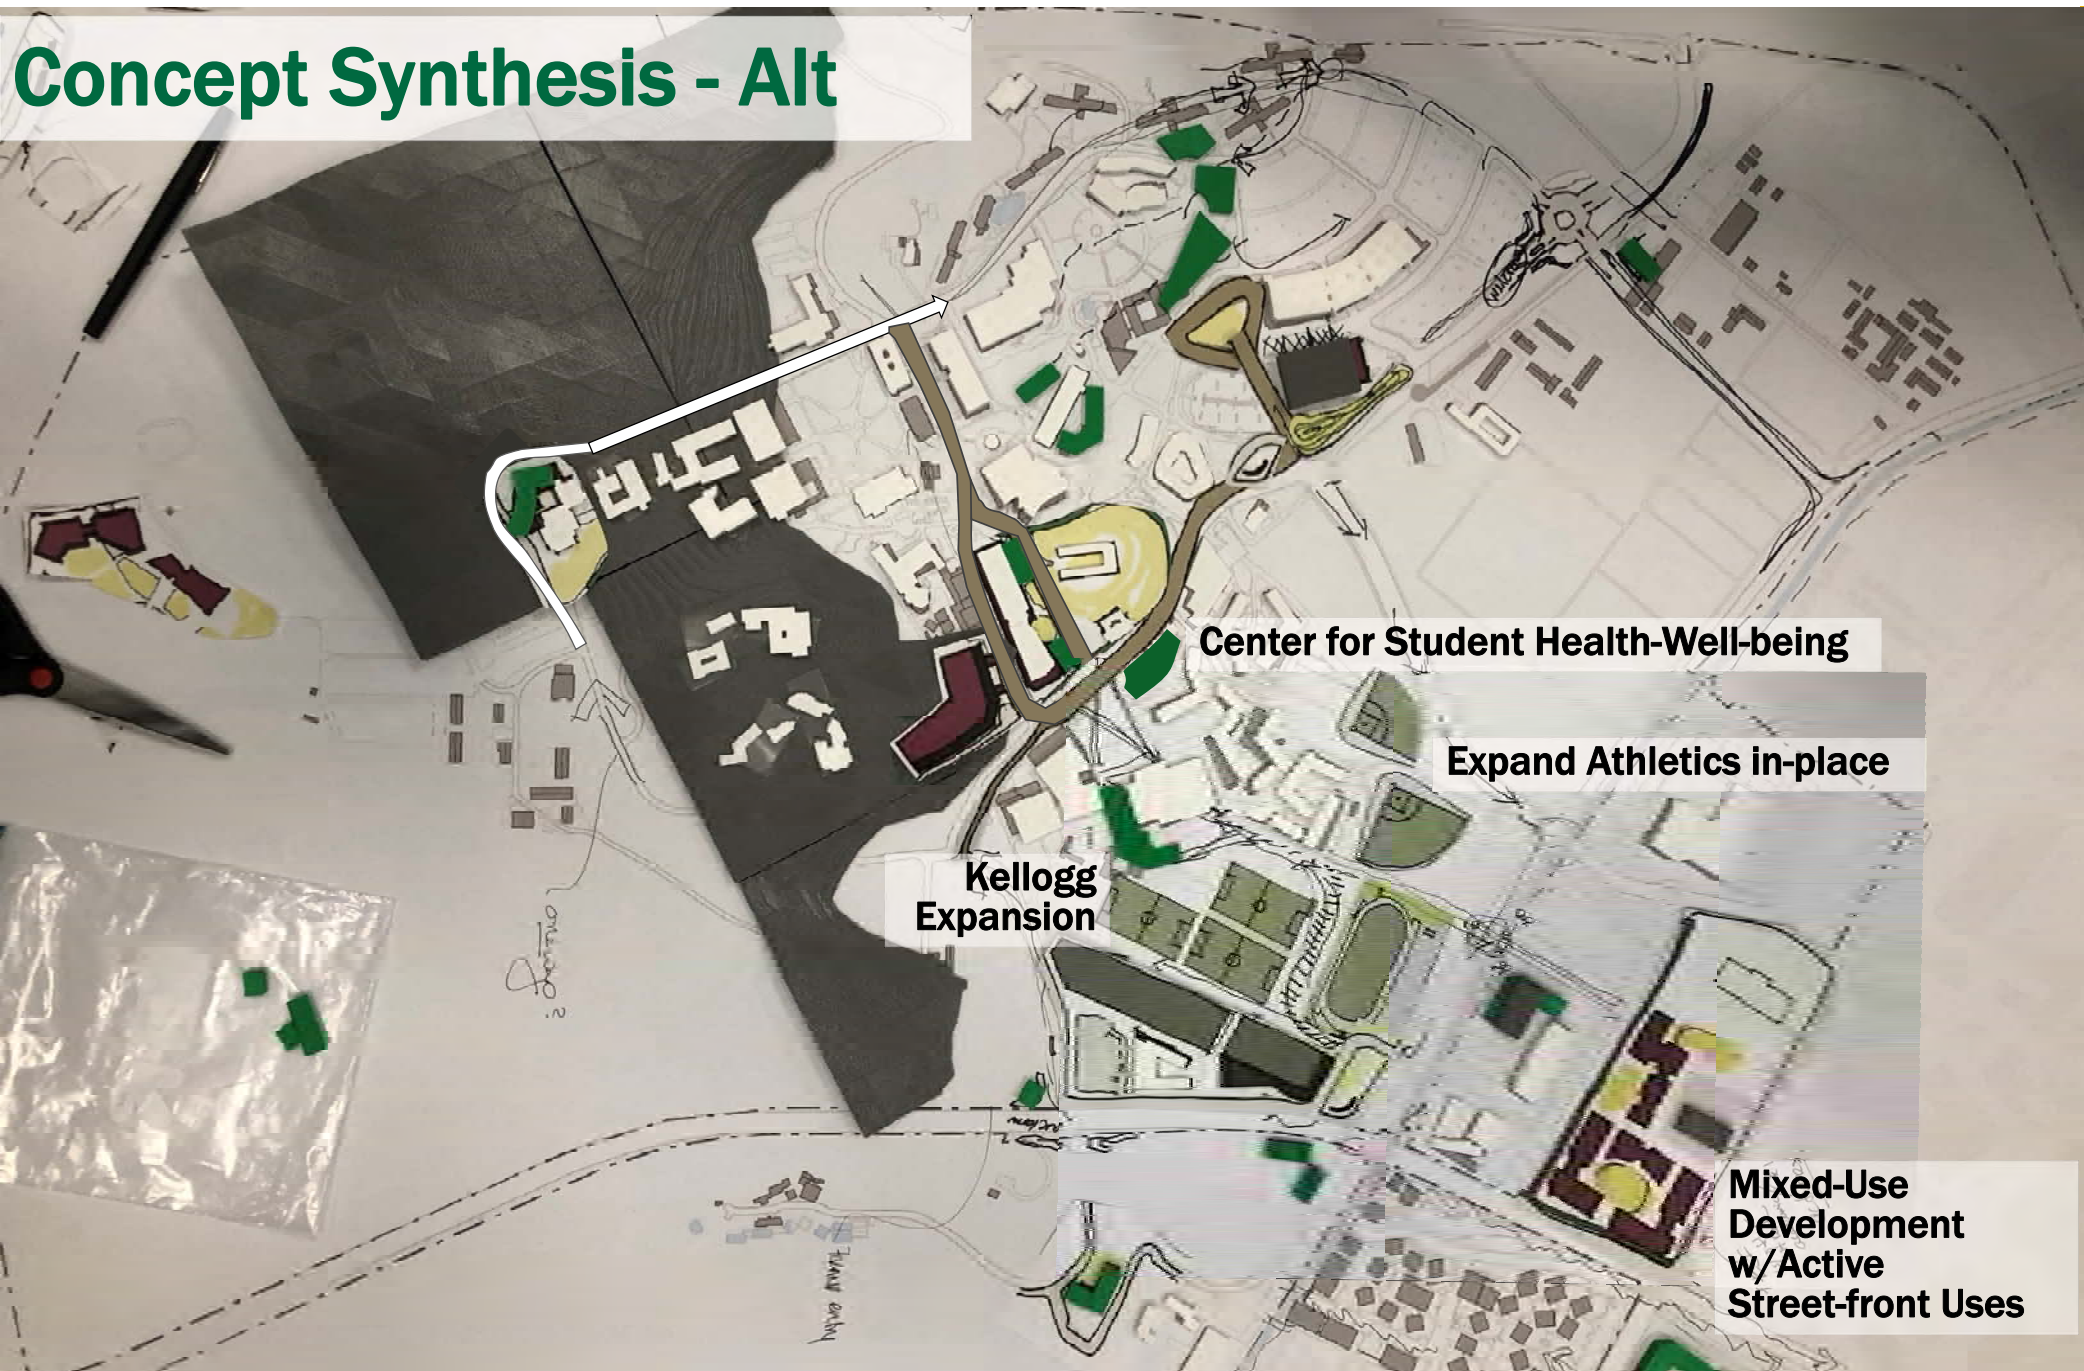 Concept Synthesis - Alt
Center for Student Health-Well-being
Expand Athletics in-place
Kellogg
Expansion
Mixed-Use
Development
w/Active
Street-front Uses